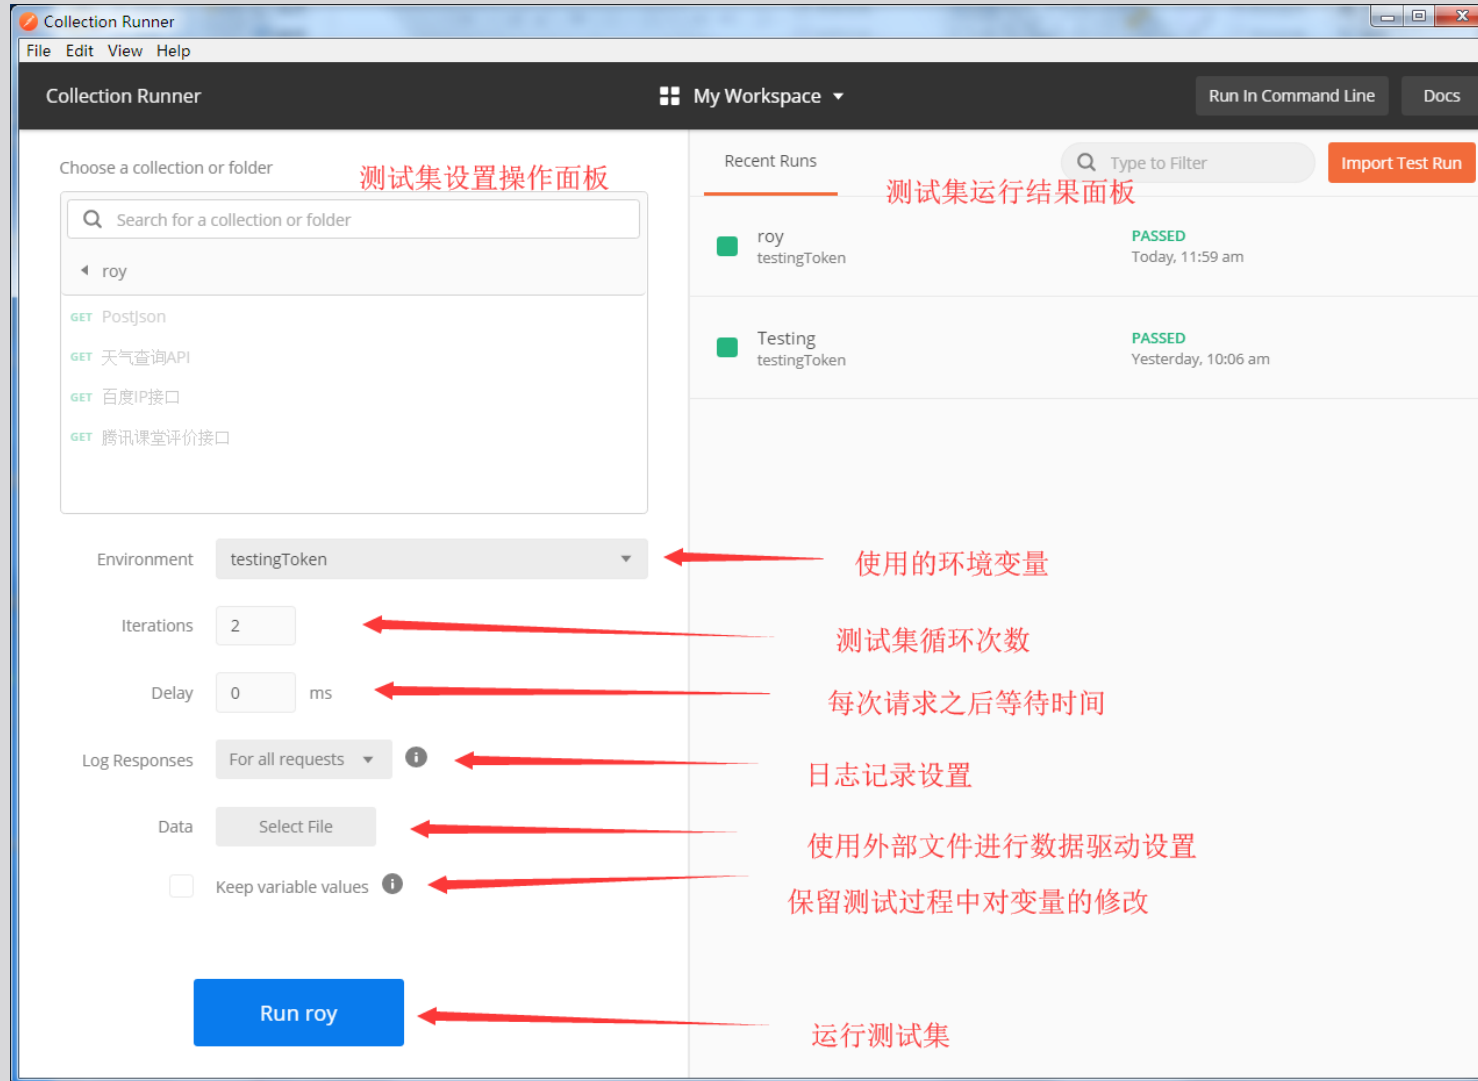 Collection Runner
File Edit View Help
Collection Runner
My Workspace
Run In Command Line
Docs
Choose a collection or folder
测试集设置操作面板
Search for a collection or folder
roy
GET PostJson
GET 天气查询API
GET 百度IP接口
GET 腾讯课堂评价接口
Environment testingToken
使用的环境变量
Iterations 2
测试集循环次数
Delay 0 ms
每次请求之后等待时间
Log Responses For all requests
日志记录设置
Data Select File
使用外部文件进行数据驱动设置
Keep variable values
保留测试过程中对变量的修改
Run roy
运行测试集
Recent Runs
Type to Filter
Import Test Run
测试集运行结果面板
roy
testingToken
PASSED
Today, 11:59 am
Testing
testingToken
PASSED
Yesterday, 10:06 am